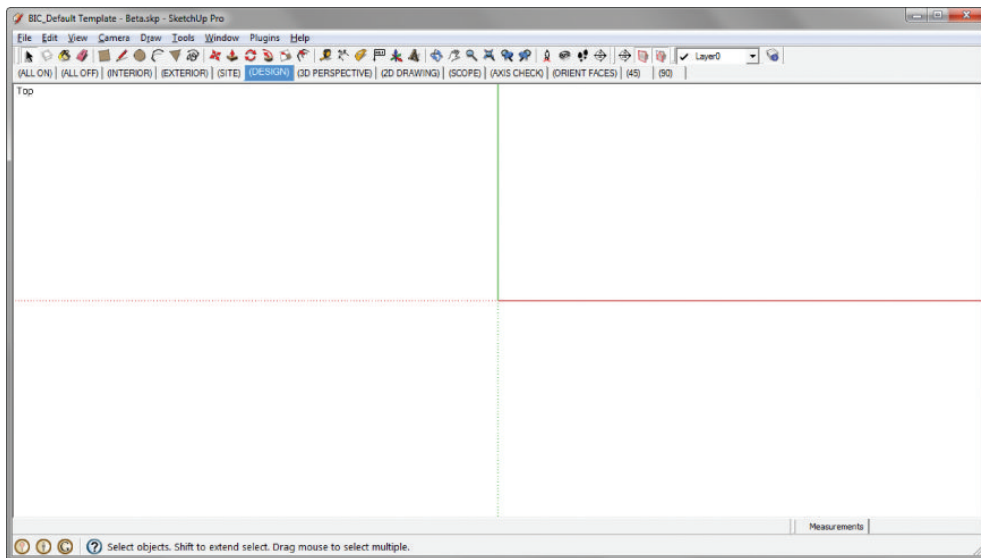 BIC_Default Template - Beta.skp - SketchUp Pro
File Edit View Camera Draw Tools Window Plugins Help
Layer0
(ALL ON) (ALL OFF) (INTERIOR) (EXTERIOR) (SITE) (DESIGN) (3D PERSPECTIVE) (2D DRAWING) (SCOPE) (AXIS CHECK) (ORIENT FACES) (45) (90)
Top
Measurements
Select objects. Shift to extend select. Drag mouse to select multiple.